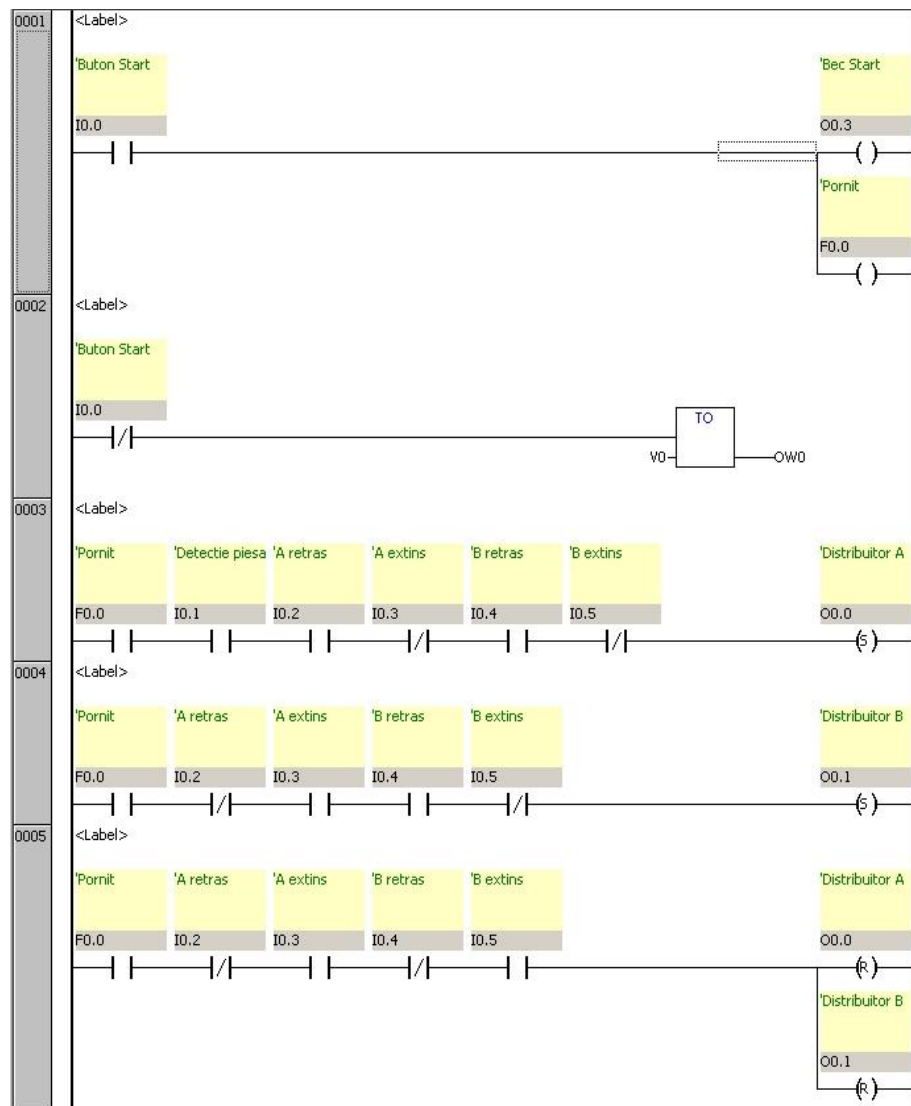 0001 <Label>
'Buton Start 'Bec Start
I0.0 O0.3
( )
'Pornit
F0.0
( )
0002 <Label>
'Buton Start
I0.0
/
TO
V0 OW0
0003 <Label>
'Pornit 'Detectie piesa 'A retras 'A extins 'B retras 'B extins 'Distribuitor A
F0.0 I0.1 I0.2 I0.3 I0.4 I0.5 O0.0
/ / (S)
0004 <Label>
'Pornit 'A retras 'A extins 'B retras 'B extins 'Distribuitor B
F0.0 I0.2 I0.3 I0.4 I0.5 O0.1
/ / (S)
0005 <Label>
'Pornit 'A retras 'A extins 'B retras 'B extins 'Distribuitor A
F0.0 I0.2 I0.3 I0.4 I0.5 O0.0
/ / (R)
'Distribuitor B
O0.1
(R)